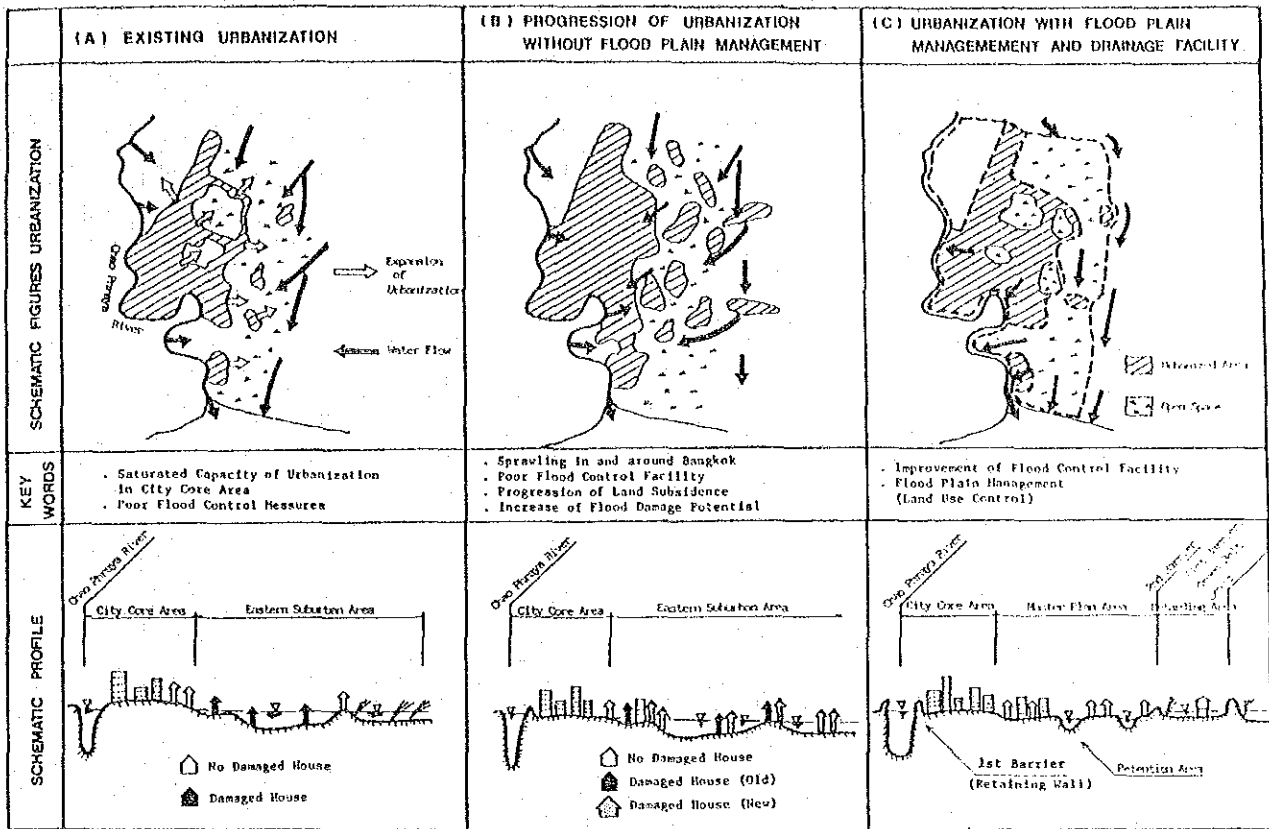 (A) EXISTING URBANIZATION
(B) PROGRESSION OF URBANIZATION
WITHOUT FLOOD PLAIN MANAGEMENT
(C) URBANIZATION WITH FLOOD PLAIN
MANAGEMEMENT AND DRAINAGE FACILITY
SCHEMATIC FIGURES URBANIZATION
Chao Phraya
River
Expansion
of
Urbanization
Water Flow
Urbanized Area
Open Space
KEY
WORDS
. Saturated Capacity of Urbanization
in City Core Area
. Poor Flood Control Measures
. Sprawling in and around Bangkok
. Poor Flood Control Facility
. Progression of Land Subsidence
. Increase of Flood Damage Potential
. Improvement of Flood Control Facility
. Flood Plain Management
(Land Use Control)
SCHEMATIC PROFILE
Chao Phraya River
City Core Area
Eastern Suburban Area
No Damaged House
Damaged House
Chao Phraya River
City Core Area
Eastern Suburban Area
No Damaged House
Damaged House (Old)
Damaged House (New)
Chao Phraya River
City Core Area
Master Plan Area
Area
1st Barrier
(Retaining Wall)
Retention Area